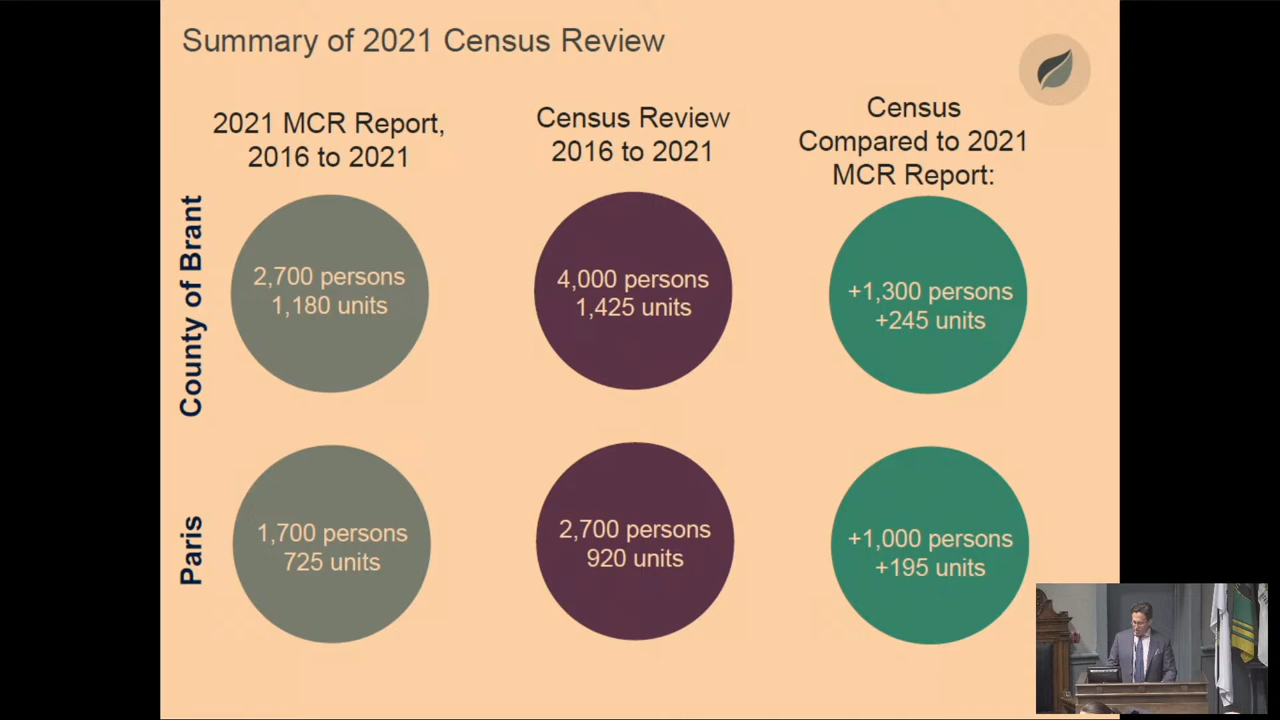 Summary of 2021 Census Review
2021 MCR Report,
2016 to 2021
Census Review
2016 to 2021
Census
Compared to 2021
MCR Report:
County of Brant
2,700 persons
1,180 units
4,000 persons
1,425 units
+1,300 persons
+245 units
Paris
1,700 persons
725 units
2,700 persons
920 units
+1,000 persons
+195 units